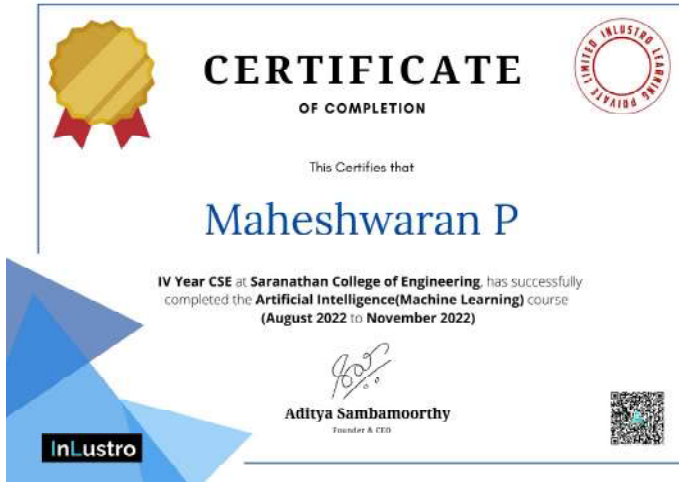 CERTIFICATE
OF COMPLETION
INLUSTRO LEARNING PRIVATE LIMITED
This Certifies that
Maheshwaran P
IV Year CSE at Saranathan College of Engineering, has successfully
completed the Artificial Intelligence(Machine Learning) course
(August 2022 to November 2022)
Aditya Sambamoorthy
Founder & CEO
InLustro